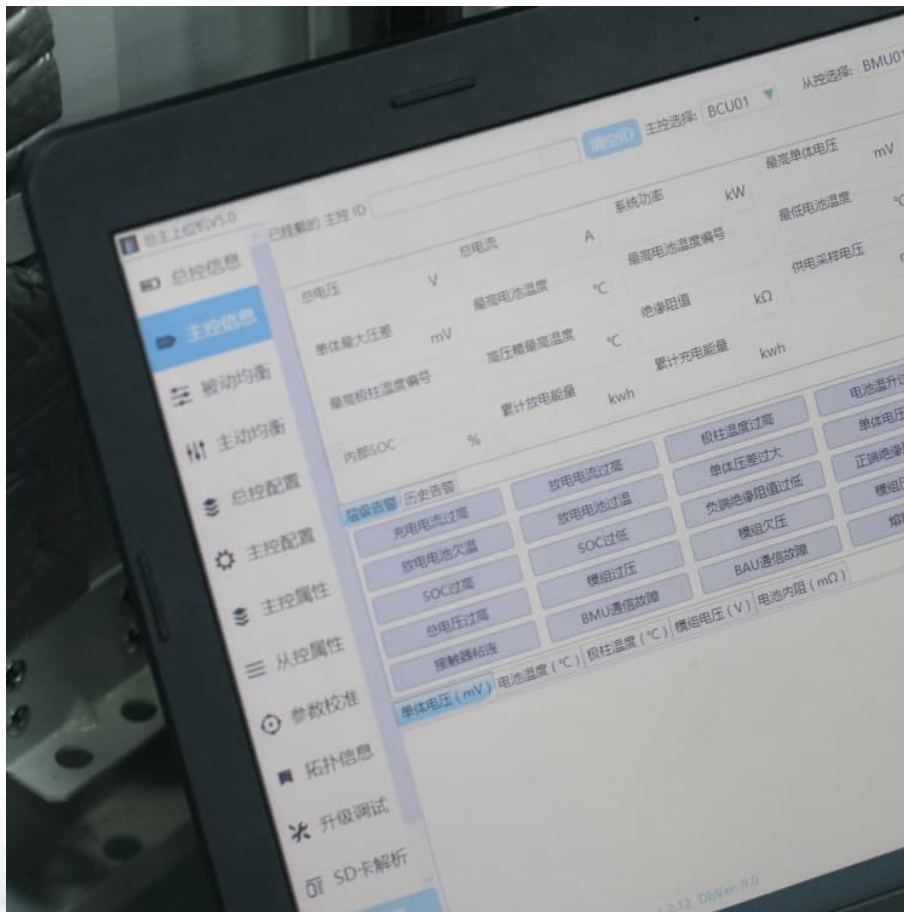 总主上位机V5.0
已挂载的 主控 ID 清空ID 主控选择: BCU01 从控选择: BMU01
总控信息
主控信息
被动均衡
主动均衡
总控配置
主控配置
主控属性
从控属性
参数校准
拓扑信息
升级调试
SD卡解析
总电压 V 总电流 A 系统功率 kW 最高单体电压 mV
单体最大压差 mV 最高电池温度 ℃ 最高电池温度编号 最低电池温度 ℃
最高极柱温度编号 高压箱最高温度 ℃ 绝缘阻值 kΩ 供电采样电压
内部SOC % 累计放电能量 kwh 累计充电能量 kwh
层级告警 历史告警
充电电流过高 放电电流过高 极柱温度过高 电池温升过
放电电池欠温 放电电池过温 单体压差过大 单体电压
SOC过高 SOC过低 负端绝缘阻值过低 正端绝缘阻
总电压过高 模组过压 模组欠压 模组压
接触器粘连 BMU通信故障 BAU通信故障 熔断
单体电压 (mV) 电池温度 (℃) 极柱温度 (℃) 模组电压 (V) 电池内阻 (mΩ)
2.12 DbVer: 9.0